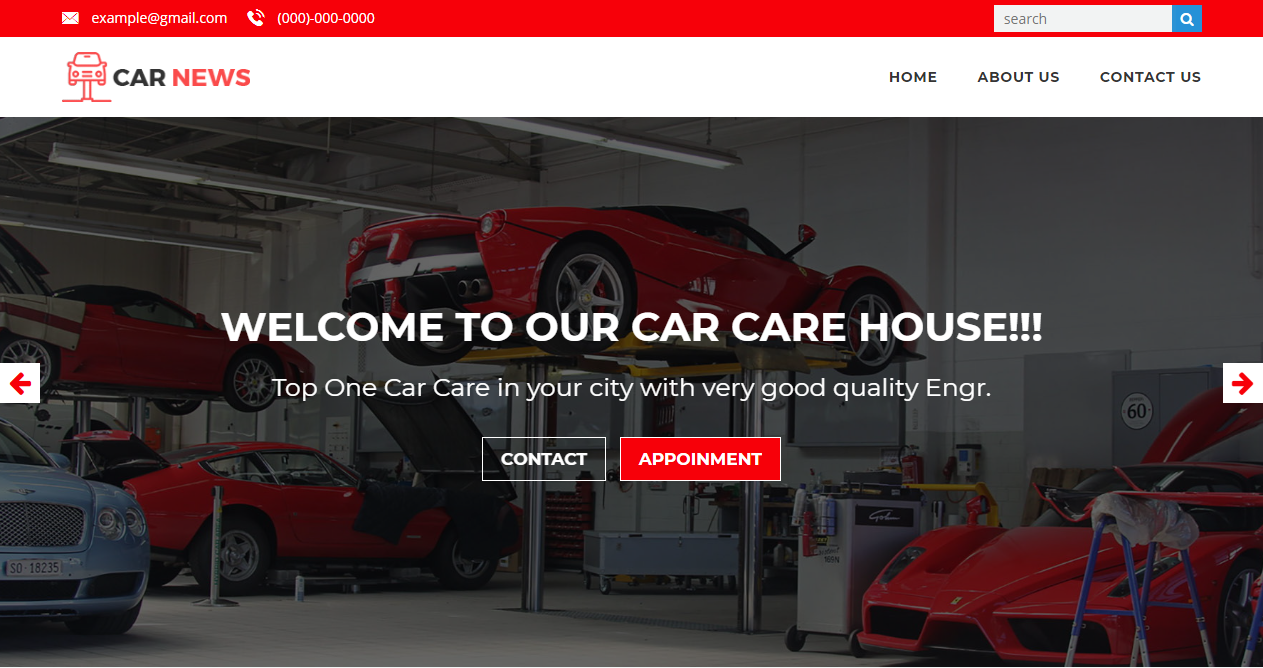 example@gmail.com (000)-000-0000 search
CAR NEWS HOME ABOUT US CONTACT US
WELCOME TO OUR CAR CARE HOUSE!!!
Top One Car Care in your city with very good quality Engr.
CONTACT APPOINMENT
60
SO·18235